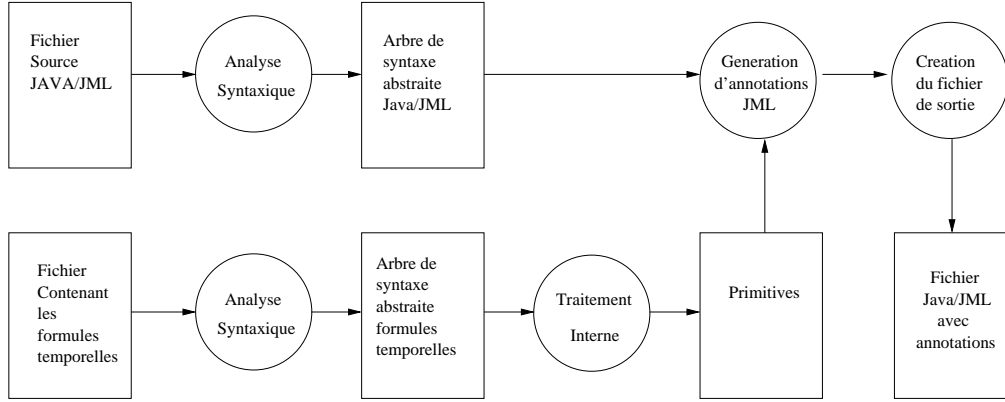 Fichier
Source
JAVA/JML
Analyse
Syntaxique
Arbre de
syntaxe
abstraite
Java/JML
Generation
d'annotations
JML
Creation
du fichier
de sortie
Fichier
Contenant
les
formules
temporelles
Analyse
Syntaxique
Arbre de
syntaxe
abstraite
formules
temporelles
Traitement
Interne
Primitives
Fichier
Java/JML
avec
annotations